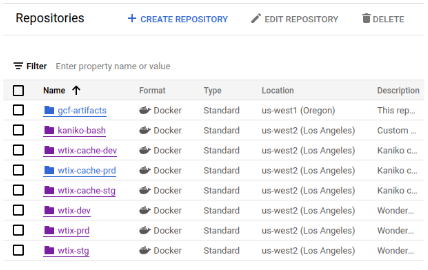 Repositories + CREATE REPOSITORY EDIT REPOSITORY DELETE
Filter Enter property name or value
Name ↑ Format Type Location Description
gcf-artifacts Docker Standard us-west1 (Oregon) This rep...
kaniko-bash Docker Standard us-west2 (Los Angeles) Custom ...
wtix-cache-dev Docker Standard us-west2 (Los Angeles) Kaniko c...
wtix-cache-prd Docker Standard us-west2 (Los Angeles) Kaniko c...
wtix-cache-stg Docker Standard us-west2 (Los Angeles) Kaniko c...
wtix-dev Docker Standard us-west2 (Los Angeles) Wonder...
wtix-prd Docker Standard us-west2 (Los Angeles) Wonder...
wtix-stg Docker Standard us-west2 (Los Angeles) Wonder...